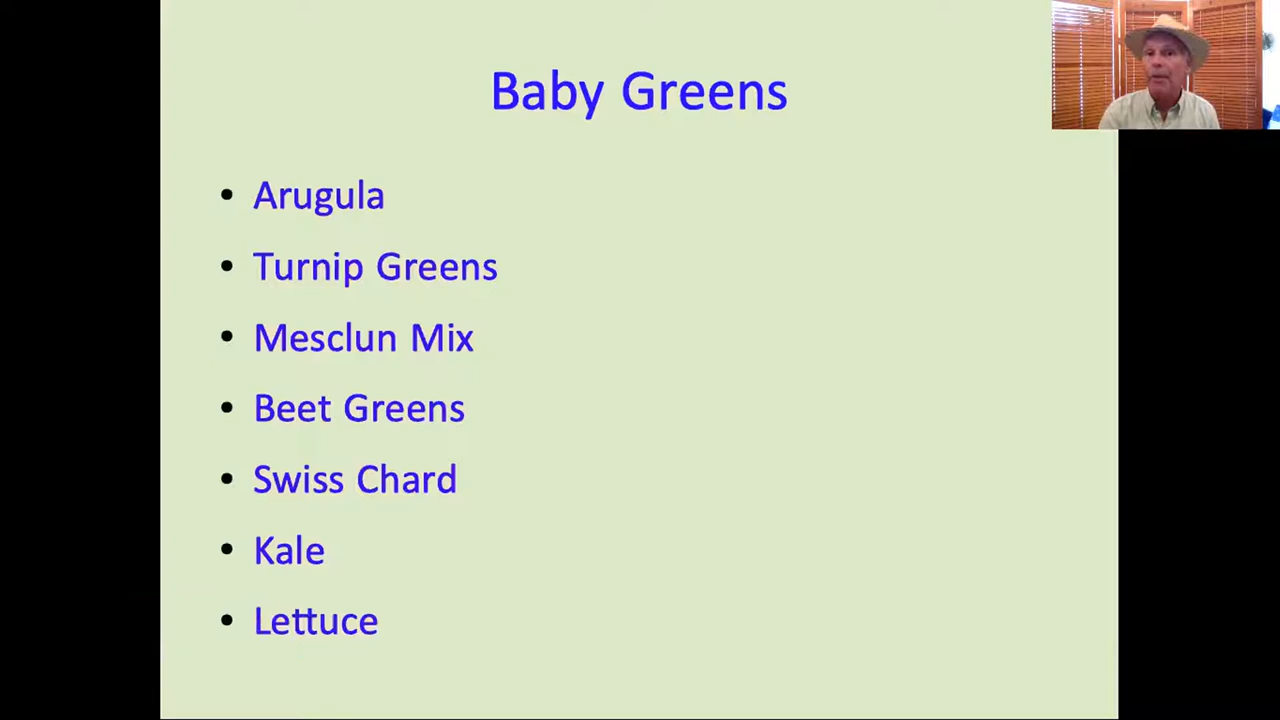 Baby Greens
• Arugula
• Turnip Greens
• Mesclun Mix
• Beet Greens
• Swiss Chard
• Kale
• Lettuce